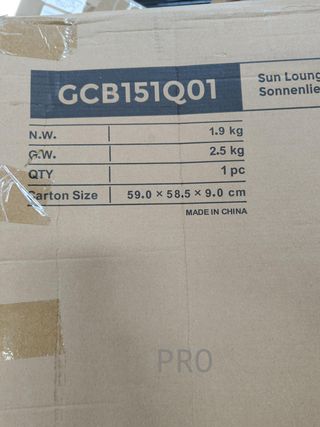 GCB151Q01
N.W. 1.9 kg
G.W. 2.5 kg
QTY 1 pc
Carton Size 59.0 × 58.5 × 9.0 cm
MADE IN CHINA
Sun Loung
Sonnenlie
PRO